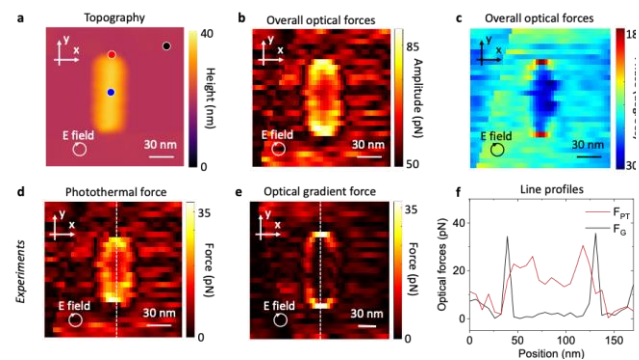 a Topography
y
x
E field
30 nm
40
0
Height (nm)
b Overall optical forces
y
x
E field
30 nm
85
50
Amplitude (pN)
c Overall optical forces
y
x
E field
30 nm
18
30
Experiments
d Photothermal force
y
x
E field
30 nm
35
0
Force (pN)
e Optical gradient force
y
x
E field
30 nm
35
0
Force (pN)
f Line profiles
F_PT
F_G
Optical forces (pN)
40
20
0
0 50 100 150
Position (nm)